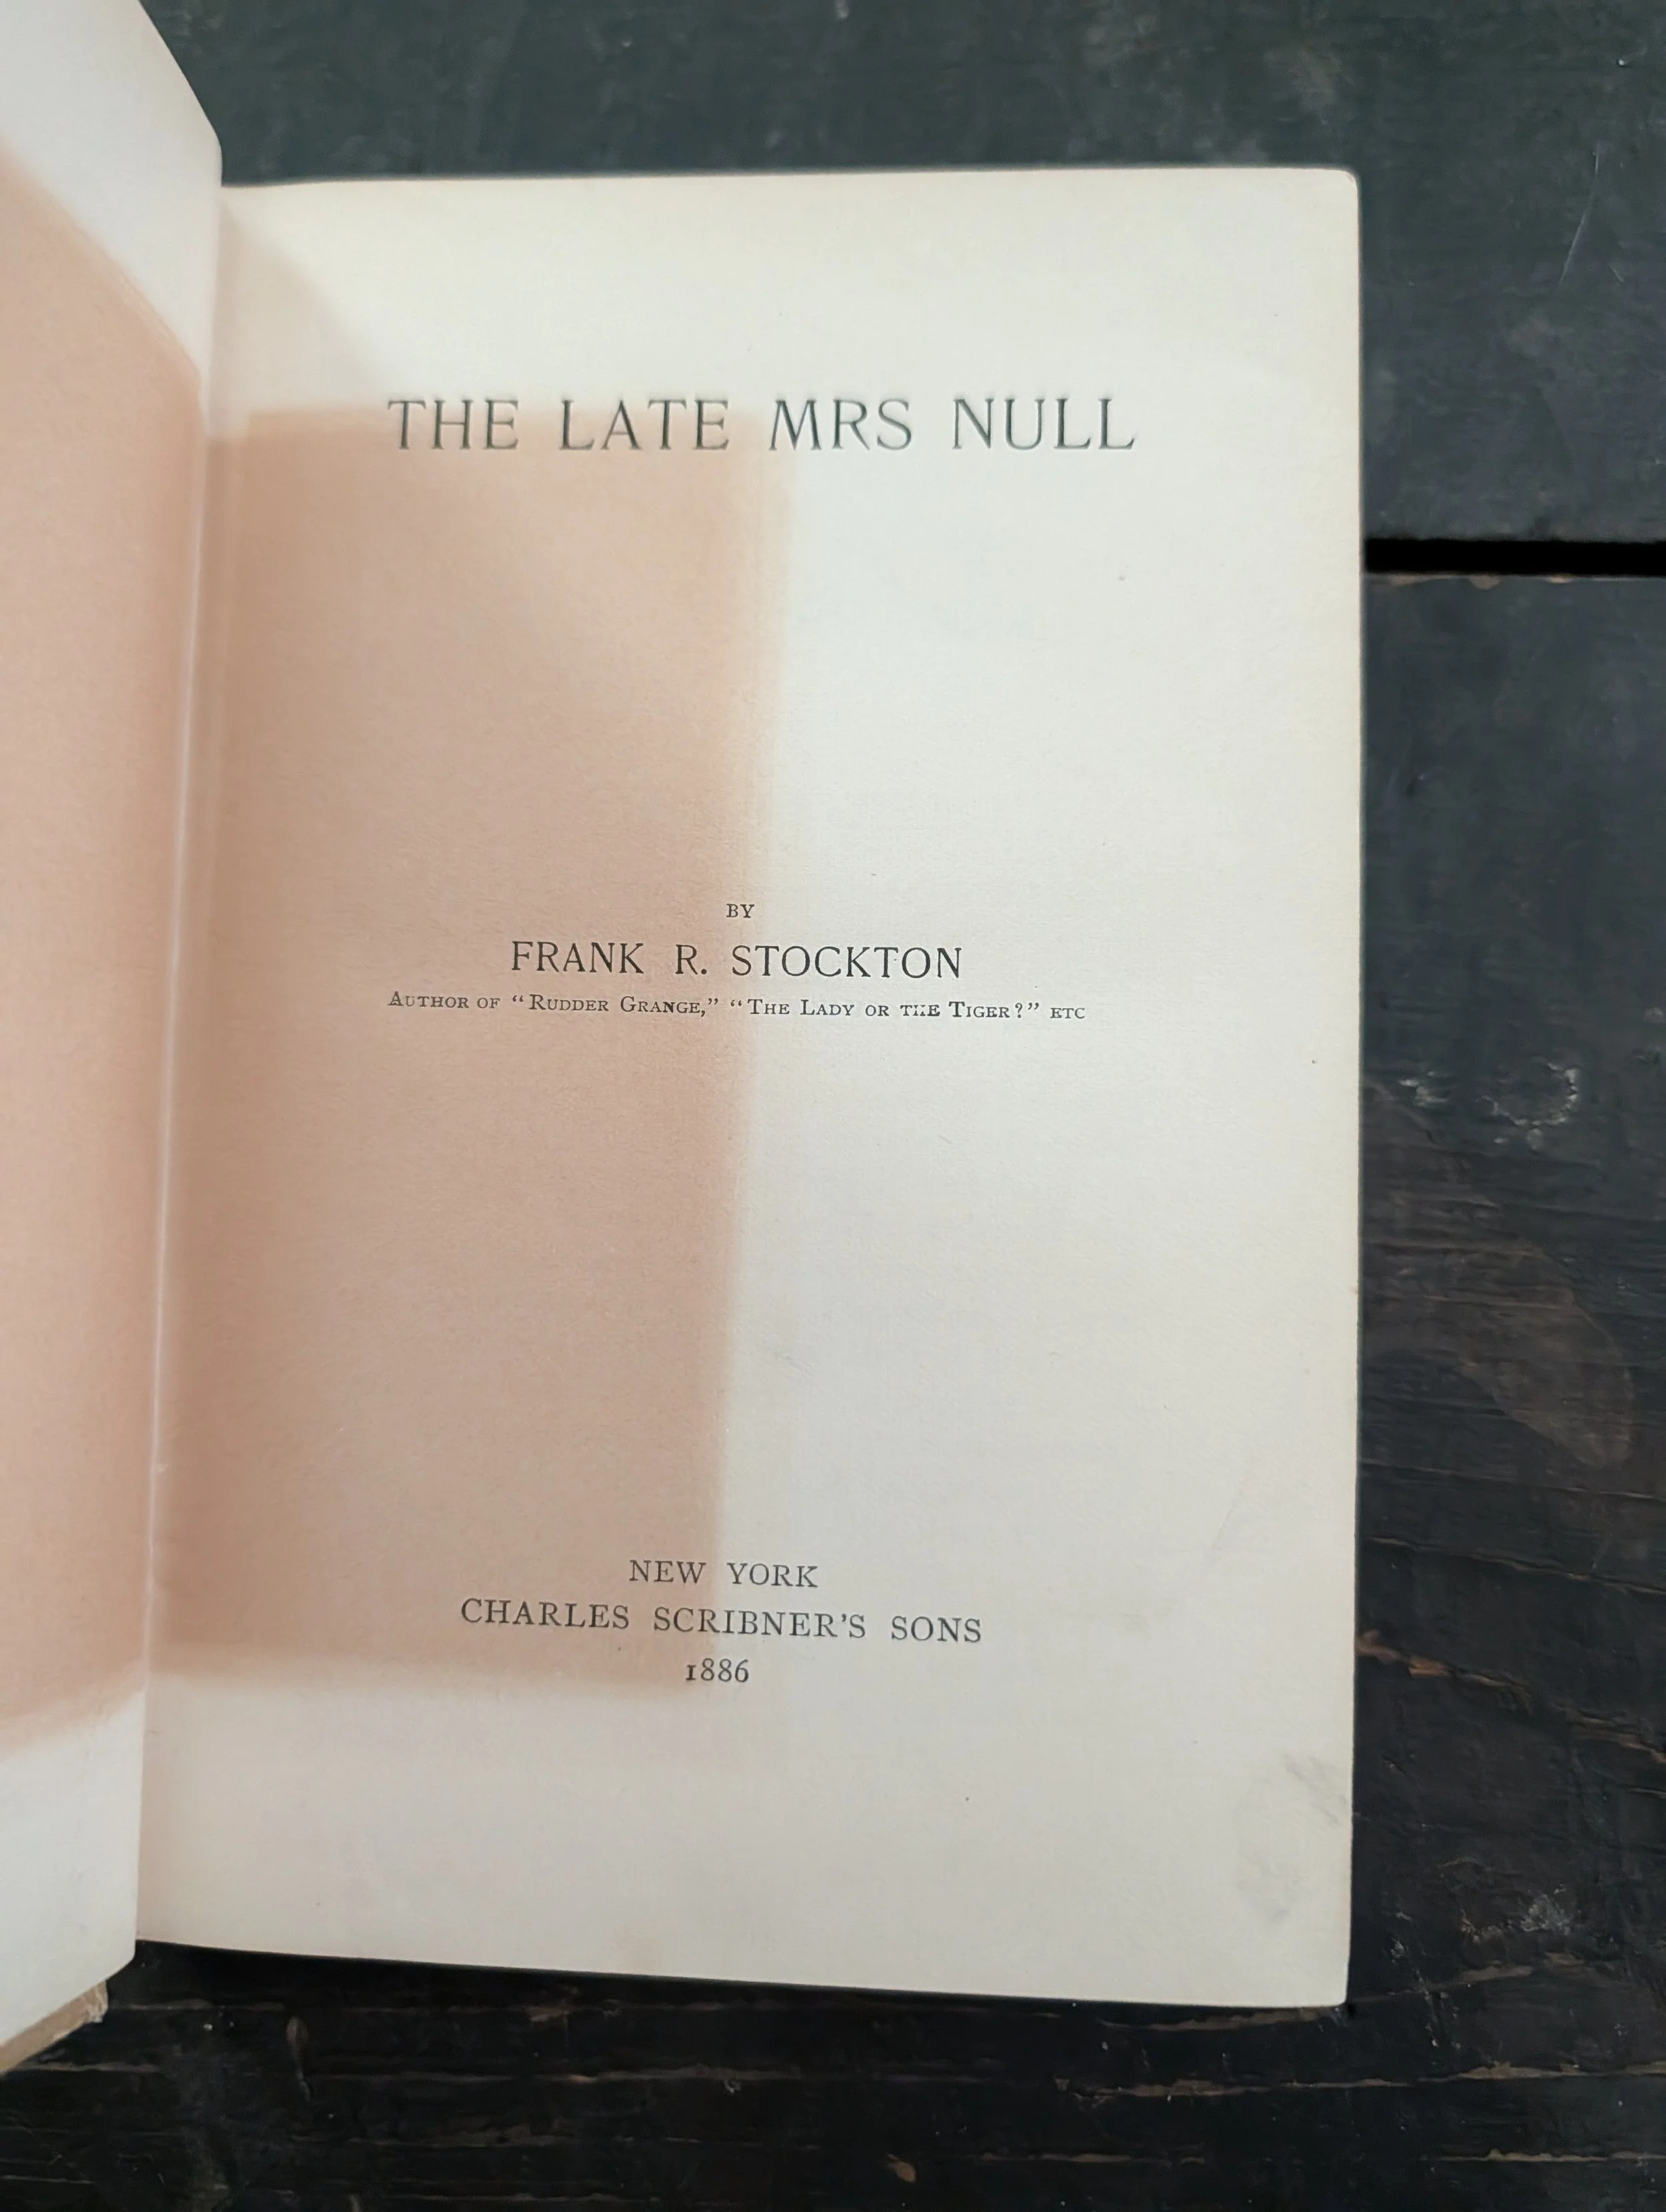 THE LATE MRS NULL
BY
FRANK R. STOCKTON
AUTHOR OF “RUDDER GRANGE,” “THE LADY OR THE TIGER?” ETC
NEW YORK
CHARLES SCRIBNER’S SONS
1886